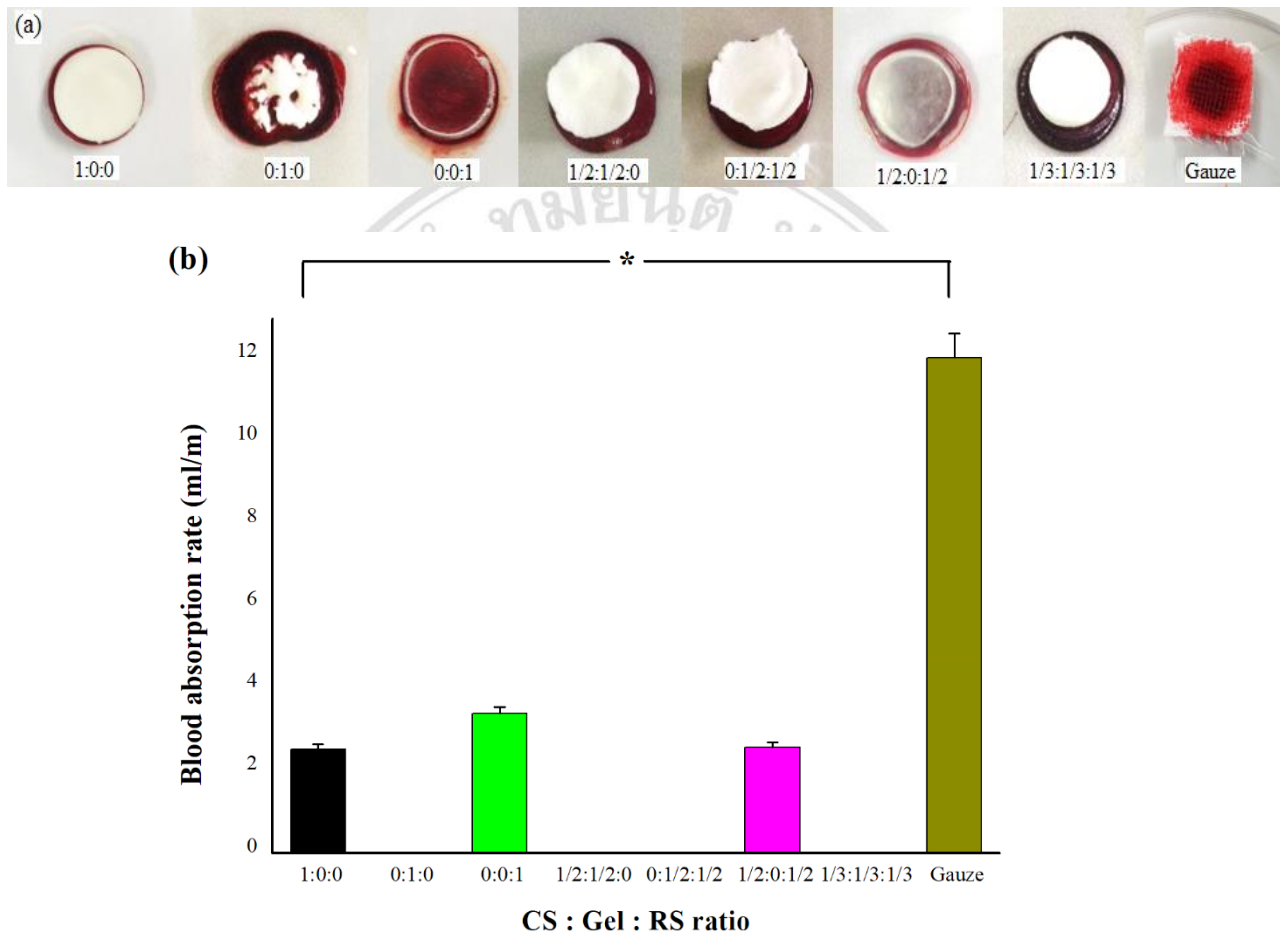 (a)
1:0:0 0:1:0 0:0:1 1/2:1/2:0 0:1/2:1/2 1/2:0:1/2 1/3:1/3:1/3 Gauze
(b)
*
Blood absorption rate (ml/m)
12
10
8
6
4
2
0
1:0:0 0:1:0 0:0:1 1/2:1/2:0 0:1/2:1/2 1/2:0:1/2 1/3:1/3:1/3 Gauze
CS : Gel : RS ratio